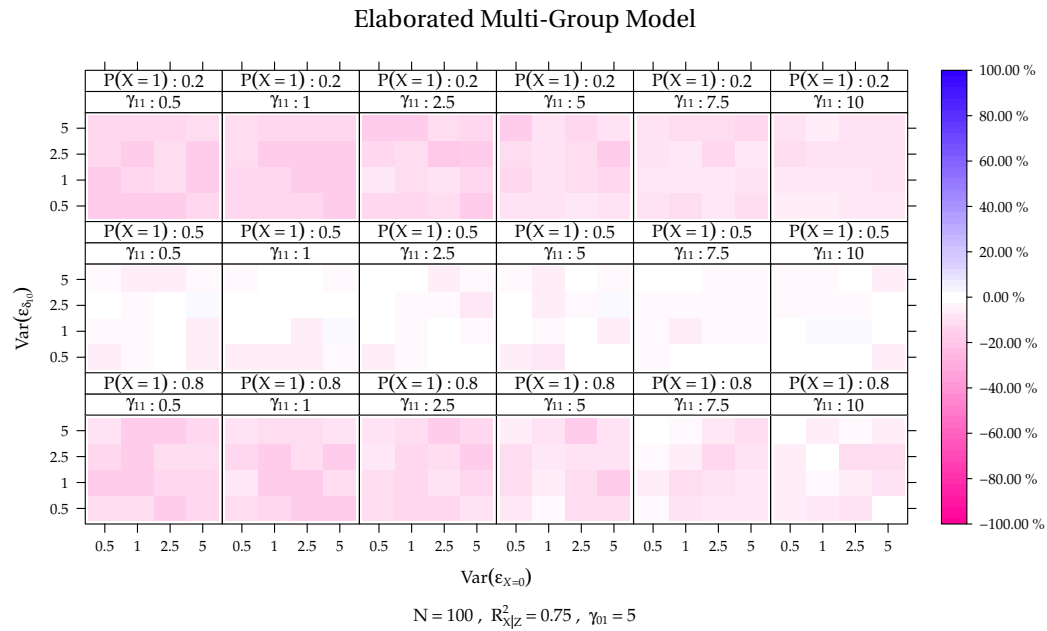 Elaborated Multi-Group Model
P(X = 1) : 0.2 P(X = 1) : 0.2 P(X = 1) : 0.2 P(X = 1) : 0.2 P(X = 1) : 0.2 P(X = 1) : 0.2
γ₁₁ : 0.5 γ₁₁ : 1 γ₁₁ : 2.5 γ₁₁ : 5 γ₁₁ : 7.5 γ₁₁ : 10
5
2.5
1
0.5
P(X = 1) : 0.5 P(X = 1) : 0.5 P(X = 1) : 0.5 P(X = 1) : 0.5 P(X = 1) : 0.5 P(X = 1) : 0.5
γ₁₁ : 0.5 γ₁₁ : 1 γ₁₁ : 2.5 γ₁₁ : 5 γ₁₁ : 7.5 γ₁₁ : 10
5
2.5
1
0.5
P(X = 1) : 0.8 P(X = 1) : 0.8 P(X = 1) : 0.8 P(X = 1) : 0.8 P(X = 1) : 0.8 P(X = 1) : 0.8
γ₁₁ : 0.5 γ₁₁ : 1 γ₁₁ : 2.5 γ₁₁ : 5 γ₁₁ : 7.5 γ₁₁ : 10
5
2.5
1
0.5
0.5 1 2.5 5 0.5 1 2.5 5 0.5 1 2.5 5 0.5 1 2.5 5 0.5 1 2.5 5 0.5 1 2.5 5
Var(ε_δ₁₀)
Var(ε_X=0)
N = 100 , R²_X|Z = 0.75 , γ₀₁ = 5
100.00 %
80.00 %
60.00 %
40.00 %
20.00 %
0.00 %
−20.00 %
−40.00 %
−60.00 %
−80.00 %
−100.00 %